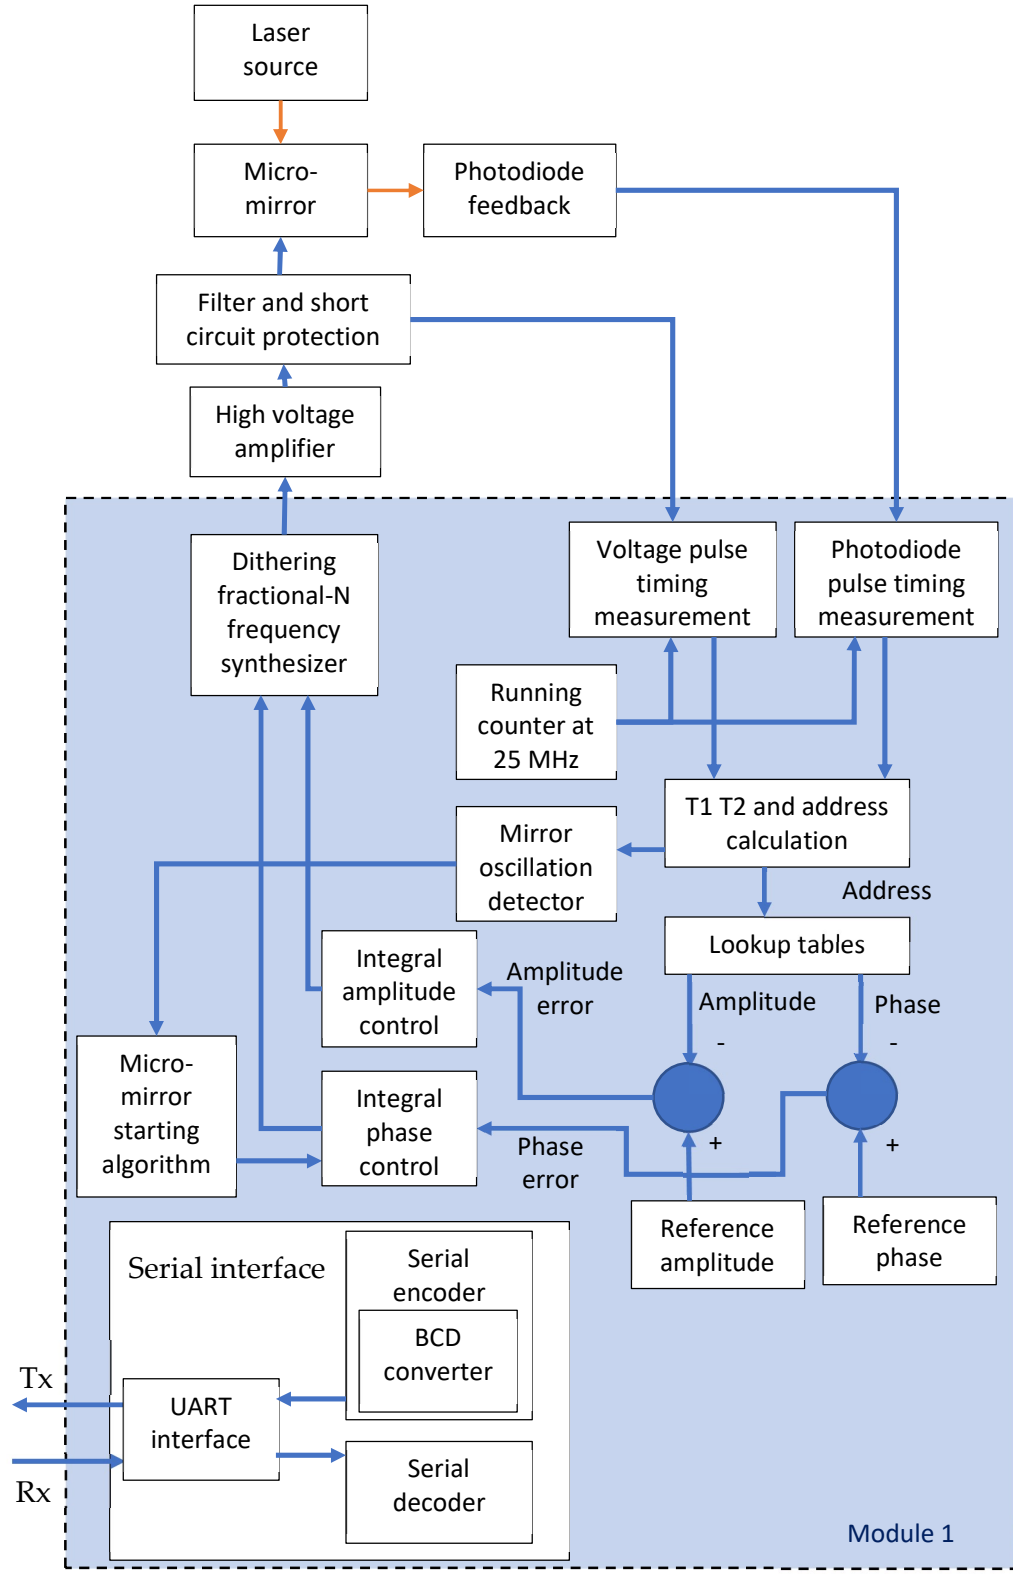 Laser
source
Micro-
mirror
Photodiode
feedback
Filter and short
circuit protection
High voltage
amplifier
Dithering
fractional-N
frequency
synthesizer
Voltage pulse
timing
measurement
Photodiode
pulse timing
measurement
Running
counter at
25 MHz
T1 T2 and address
calculation
Mirror
oscillation
detector
Address
Lookup tables
Integral
amplitude
control
Amplitude
error
Amplitude
Phase
-
-
Micro-
mirror
starting
algorithm
Integral
phase
control
Phase
error
+
+
Reference
amplitude
Reference
phase
Serial interface
Serial
encoder
BCD
converter
Tx
UART
interface
Rx
Serial
decoder
Module 1